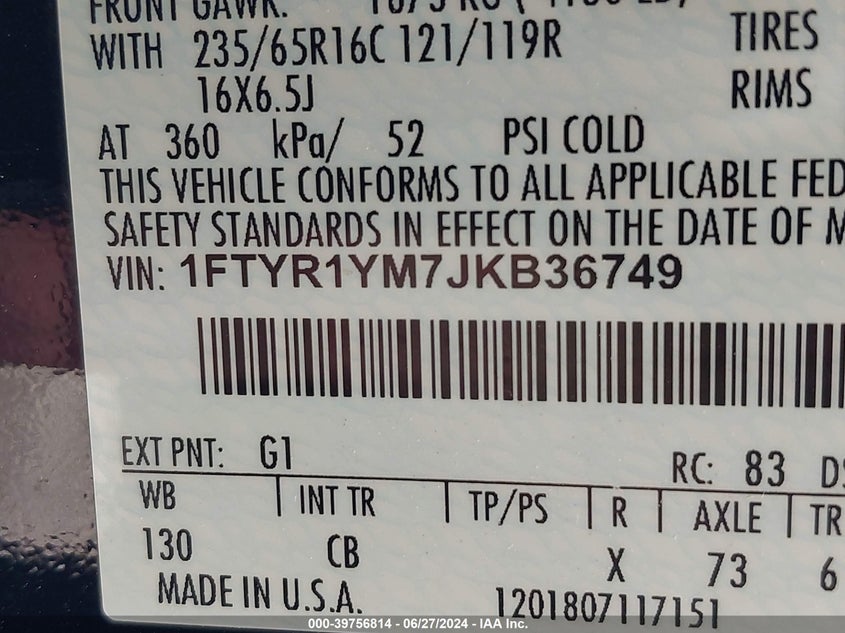 FRONT GAWR:
WITH 235/65R16C 121/119R TIRES
16X6.5J RIMS
AT 360 kPa/ 52 PSI COLD
THIS VEHICLE CONFORMS TO ALL APPLICABLE FED
SAFETY STANDARDS IN EFFECT ON THE DATE OF M
VIN: 1FTYR1YM7JKB36749
EXT PNT: G1 RC: 83 DS
WB | INT TR | TP/PS | R | AXLE | TR
130 CB X 73 6
MADE IN U.S.A. 1201807117151
000-39756814 / 06/27/2024 - IAA Inc.